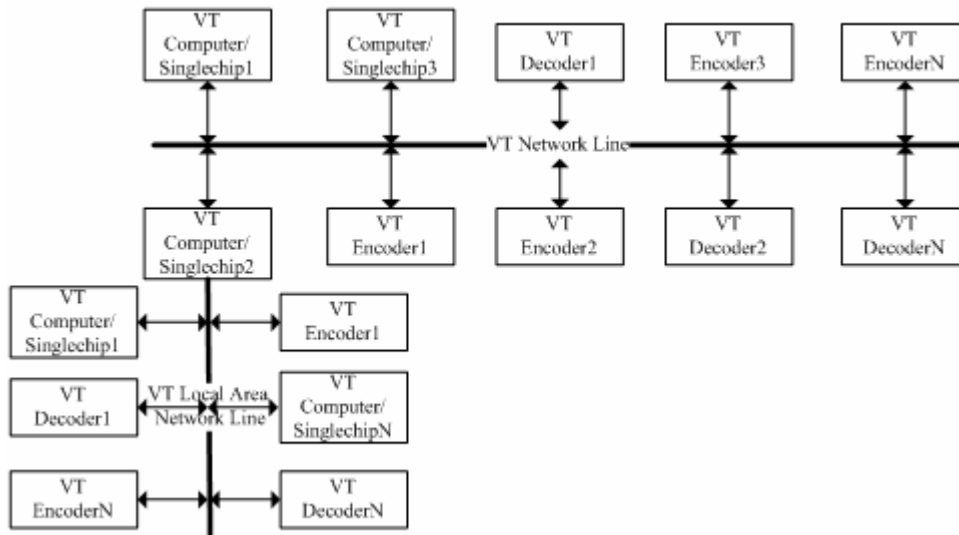 VT
Computer/
Singlechip1
VT
Computer/
Singlechip3
VT
Decoder1
VT
Encoder3
VT
EncoderN
VT Network Line
VT
Computer/
Singlechip2
VT
Encoder1
VT
Encoder2
VT
Decoder2
VT
DecoderN
VT
Computer/
Singlechip1
VT
Encoder1
VT
Decoder1
VT Local Area
Network Line
VT
Computer/
SinglechipN
VT
EncoderN
VT
DecoderN